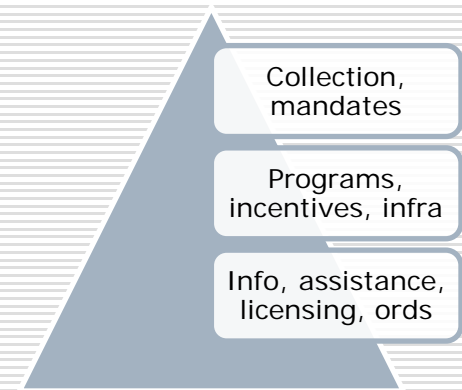 Collection,
mandates
Programs,
incentives, infra
Info, assistance,
licensing, ords